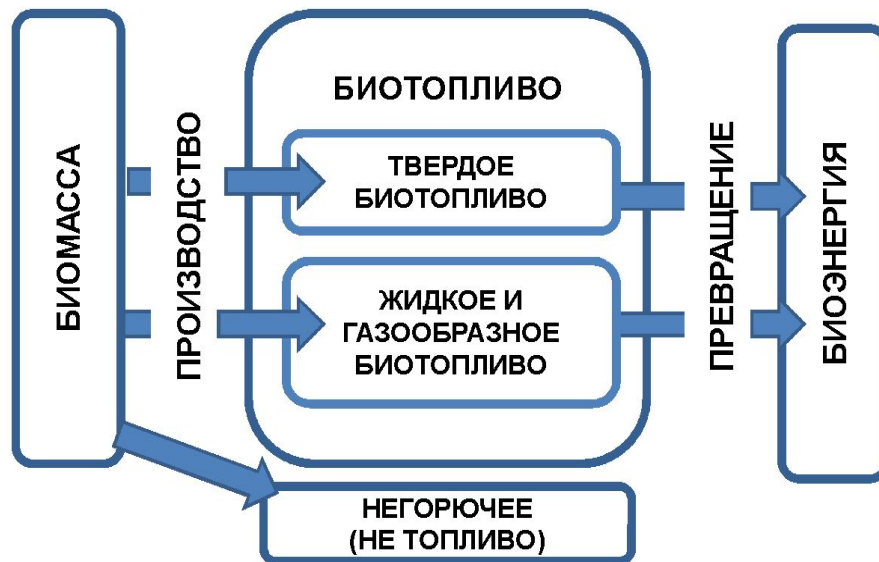 БИОМАССА
ПРОИЗВОДСТВО
БИОТОПЛИВО
ТВЕРДОЕ
БИОТОПЛИВО
ЖИДКОЕ И
ГАЗООБРАЗНОЕ
БИОТОПЛИВО
ПРЕВРАЩЕНИЕ
БИОЭНЕРГИЯ
НЕГОРЮЧЕЕ
(НЕ ТОПЛИВО)